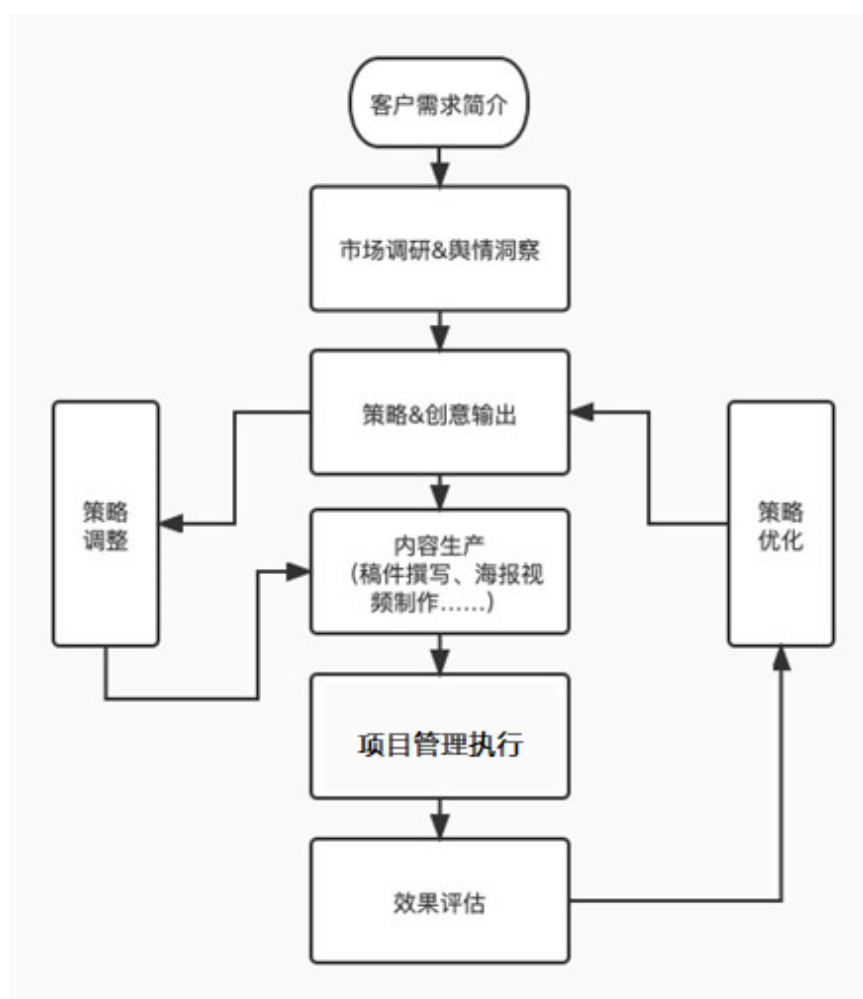 客户需求简介
市场调研&舆情洞察
策略&创意输出
策略
调整
策略
优化
内容生产
（稿件撰写、海报视
频制作……）
项目管理执行
效果评估